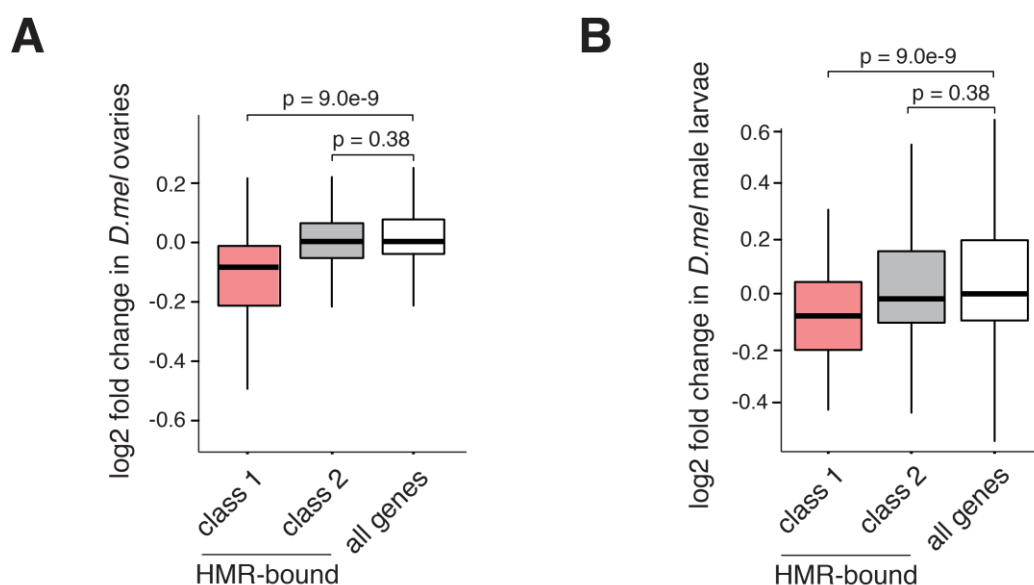 A
log2 fold change in D.mel ovaries
p = 9.0e-9
p = 0.38
0.2
0.0
-0.2
-0.4
-0.6
class 1
class 2
all genes
HMR-bound
B
log2 fold change in D.mel male larvae
p = 9.0e-9
p = 0.38
0.6
0.4
0.2
0.0
-0.2
-0.4
class 1
class 2
all genes
HMR-bound